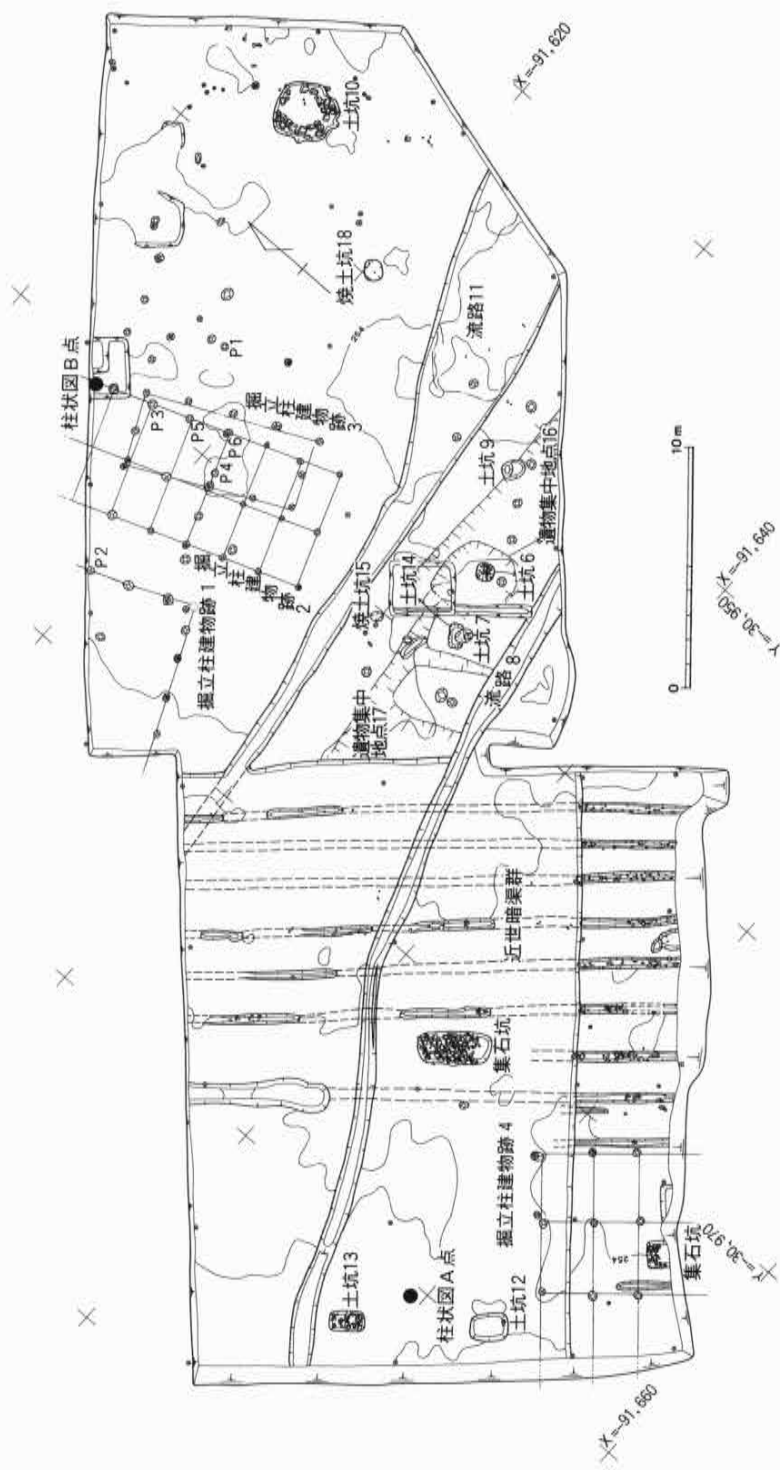 柱状図B点
P2
掘立柱建物跡1
掘立柱建物跡
2
P3
P5
P4
P6
P1
掘立柱建物跡
3
土坑10
焼土坑18
X=-91,620
254
流路11
土坑9
遺物集中地点16
焼土坑15
土坑14
土坑6
土坑7
遺物集中
地点17
流路8
0
10m
X=-91,640
Y=-30,950
近世暗渠群
集石坑
掘立柱建物跡4
土坑13
柱状図A点
土坑12
254
集石坑
Y=-30,970
X=-91,660